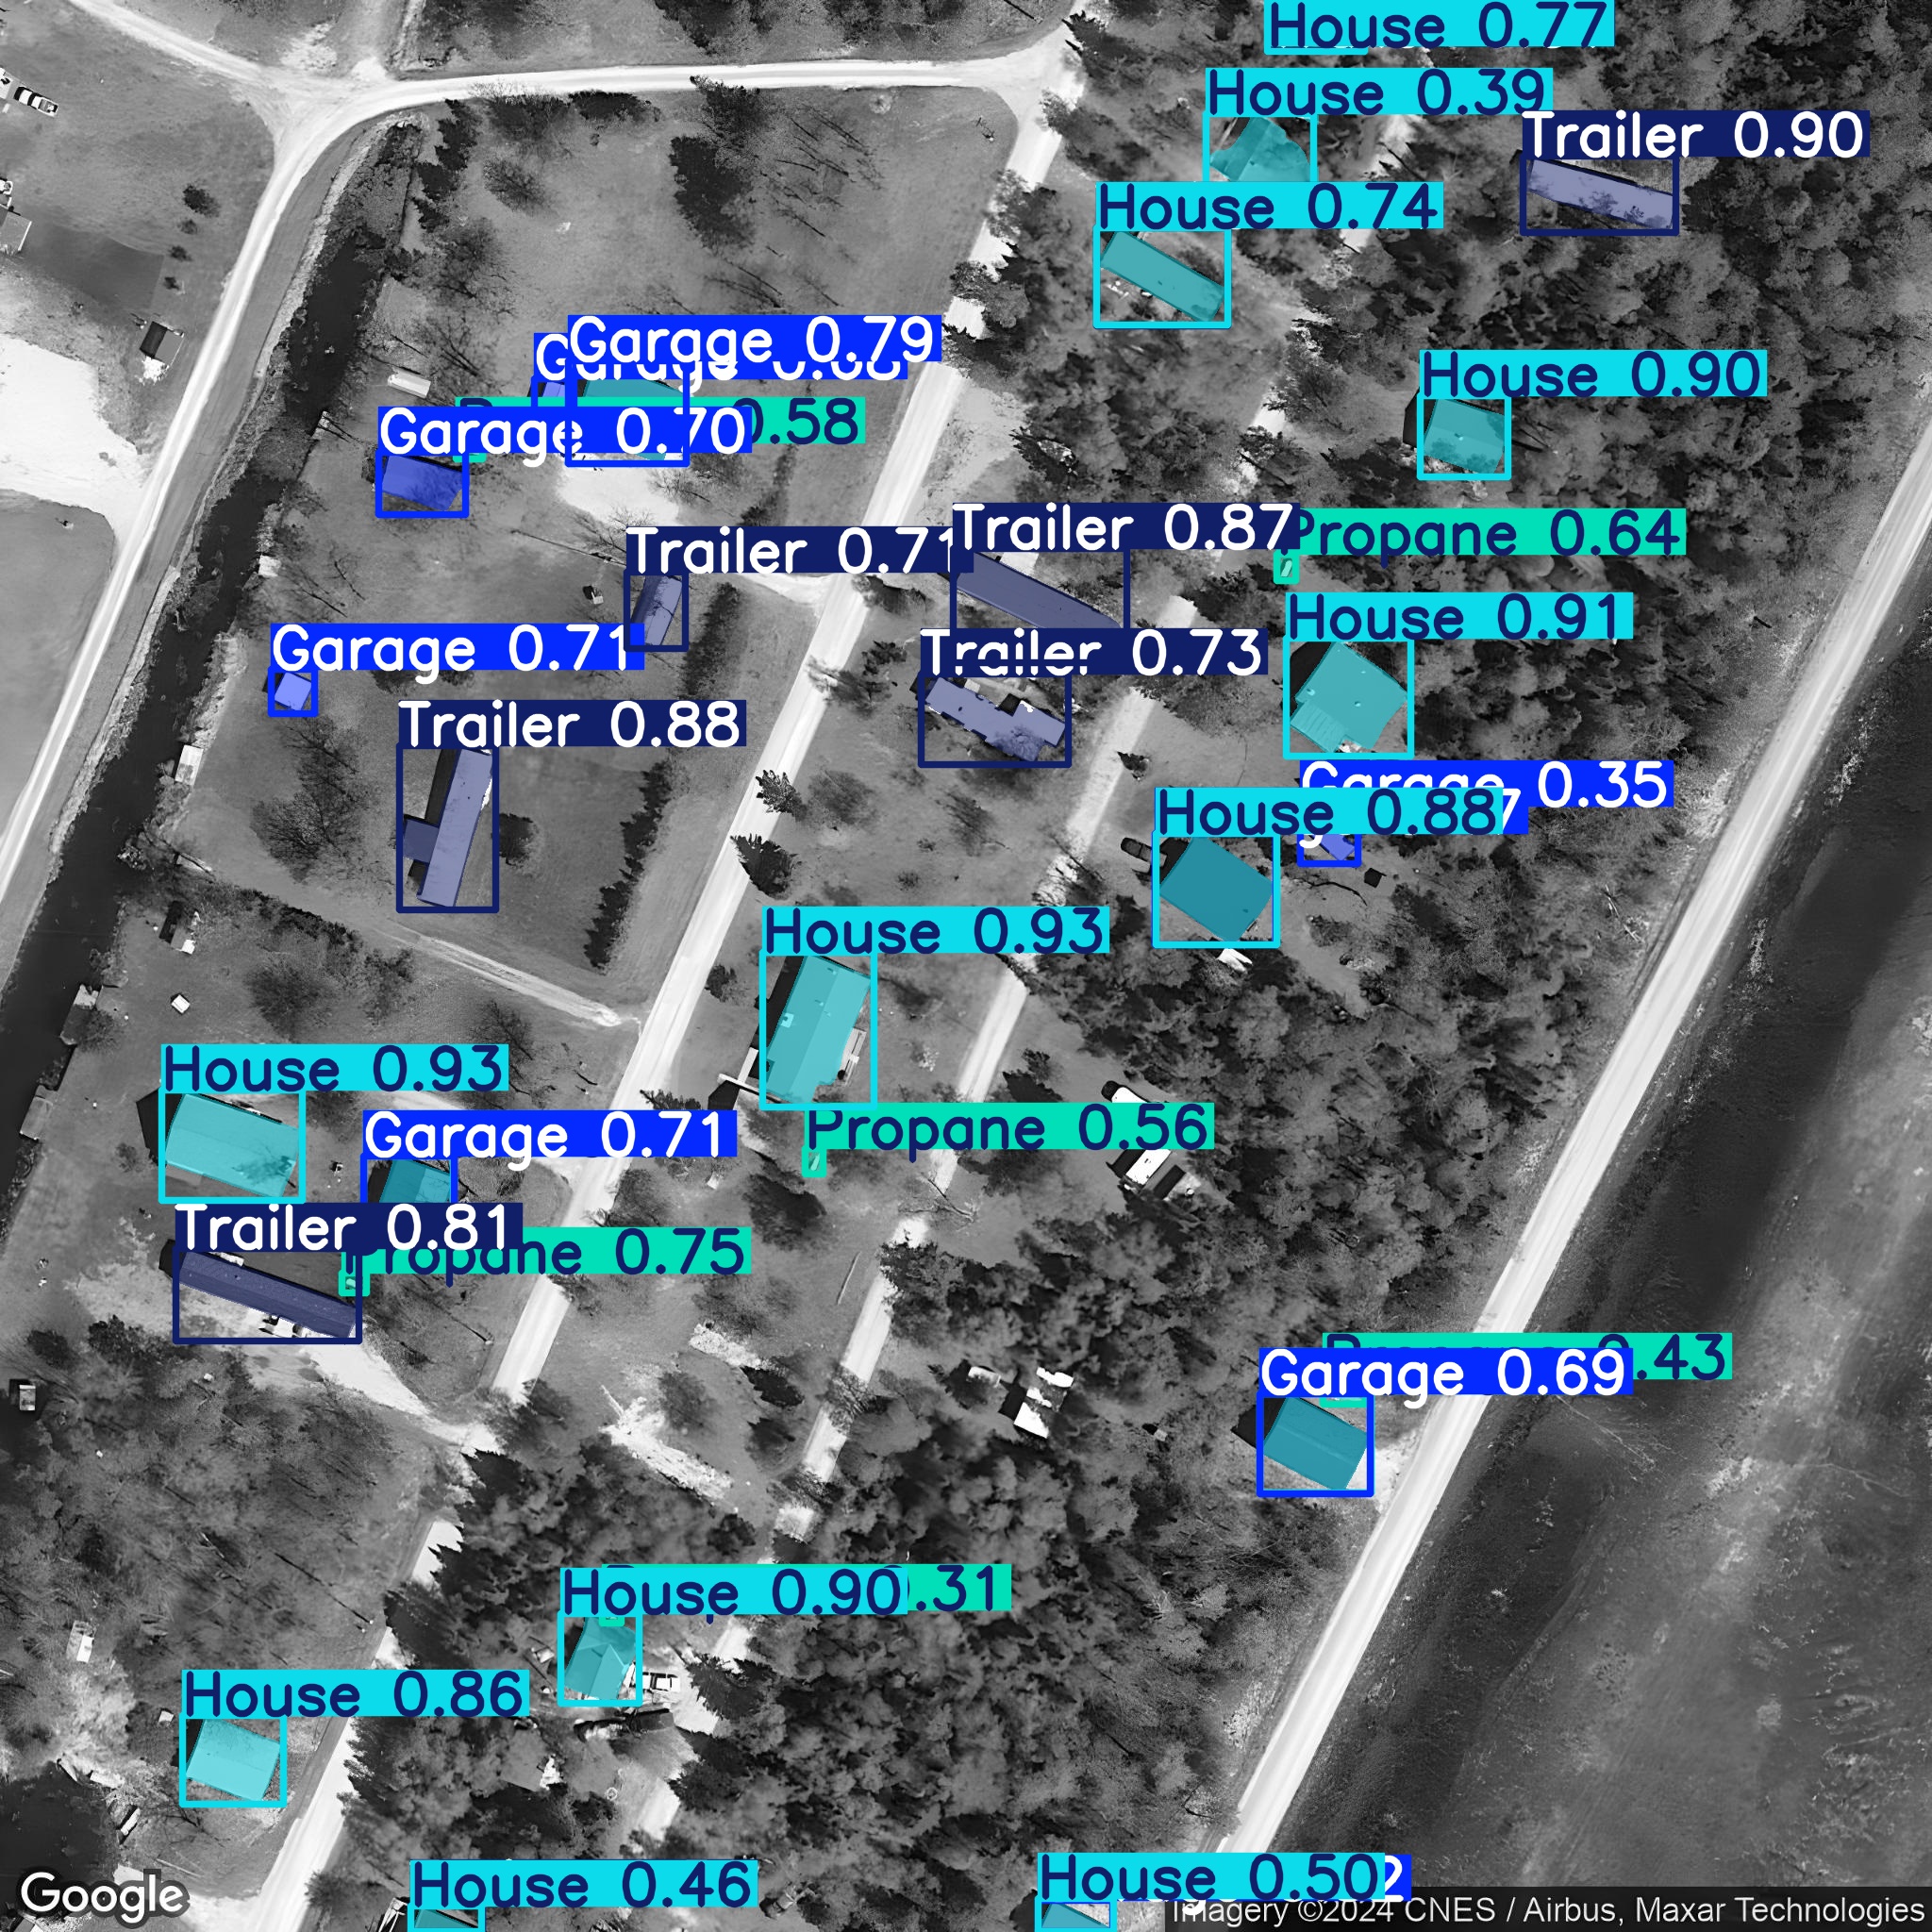 House 0.77
House 0.39
Trailer 0.90
House 0.74
Garage 0.79
House 0.90
0.58
Garage 0.70
Trailer 0.87
Propane 0.64
Trailer 0.71
House 0.91
Garage 0.71
Trailer 0.73
Trailer 0.88
Garage 0.35
House 0.88
House 0.93
House 0.93
Propane 0.56
Garage 0.71
Trailer 0.81
Propane 0.75
Garage 0.69
House 0.90
House 0.86
House 0.46
House 0.50
Google
Imagery ©2024 CNES / Airbus, Maxar Technologies